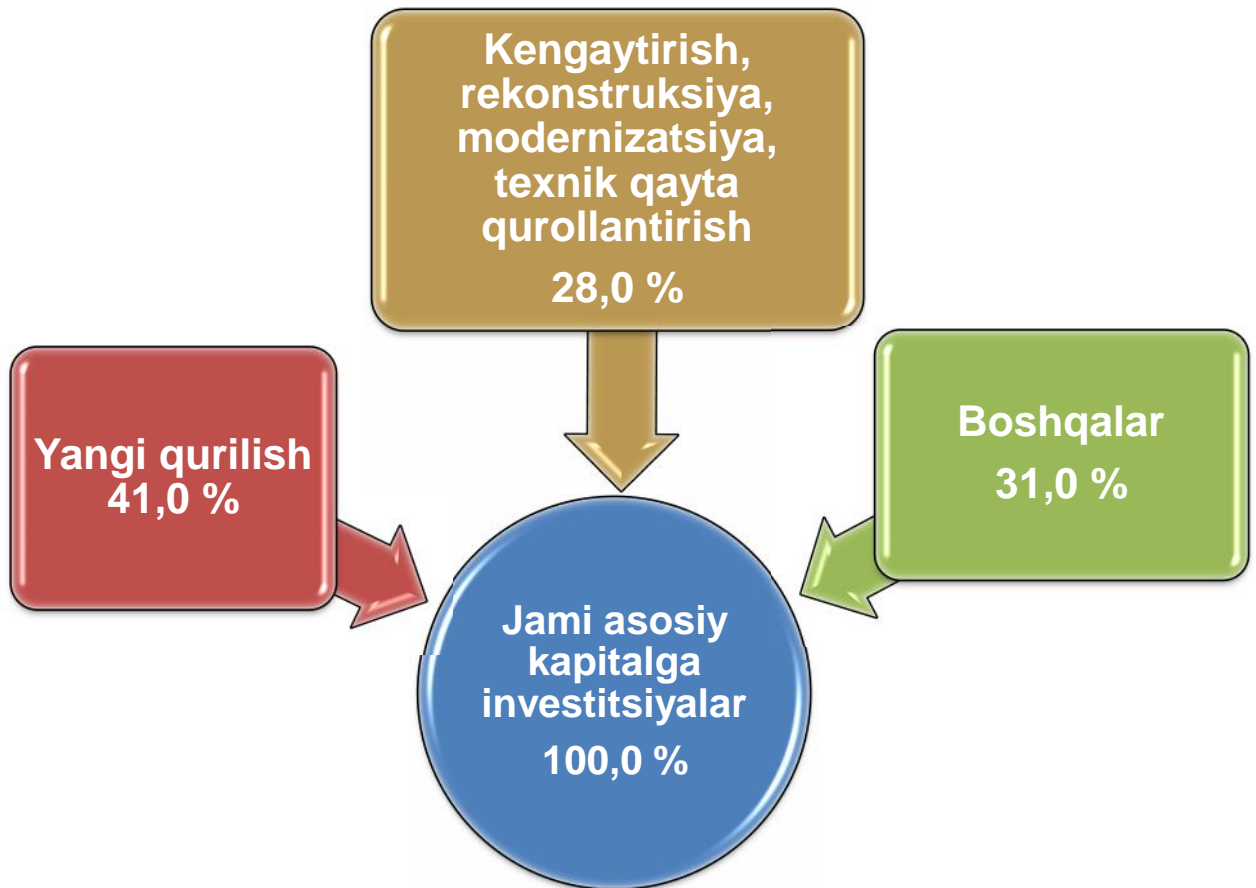 Kengaytirish,
rekonstruksiya,
modernizatsiya,
texnik qayta
qurollantirish
28,0 %
Yangi qurilish
41,0 %
Boshqalar
31,0 %
Jami asosiy
kapitalga
investitsiyalar
100,0 %